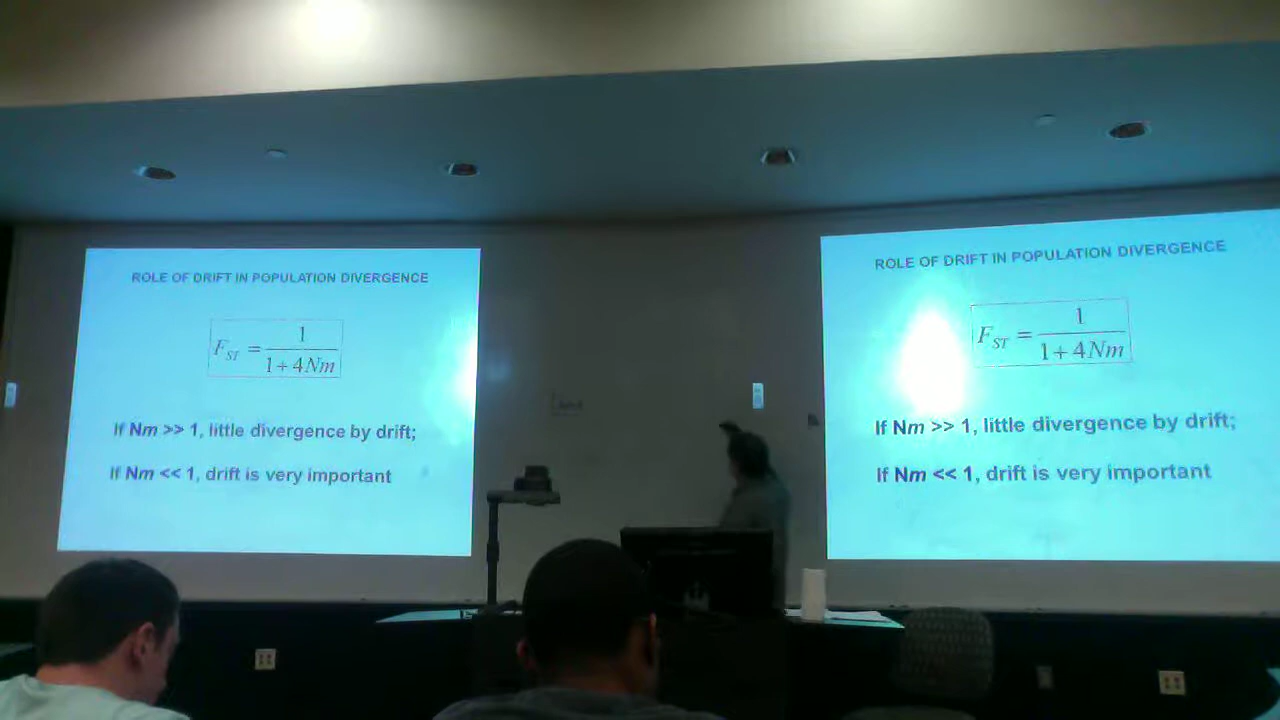 ROLE OF DRIFT IN POPULATION DIVERGENCE
F_ST = 1 / (1 + 4Nm)
If Nm >> 1, little divergence by drift;
If Nm << 1, drift is very important
ROLE OF DRIFT IN POPULATION DIVERGENCE
F_ST = 1 / (1 + 4Nm)
If Nm >> 1, little divergence by drift;
If Nm << 1, drift is very important